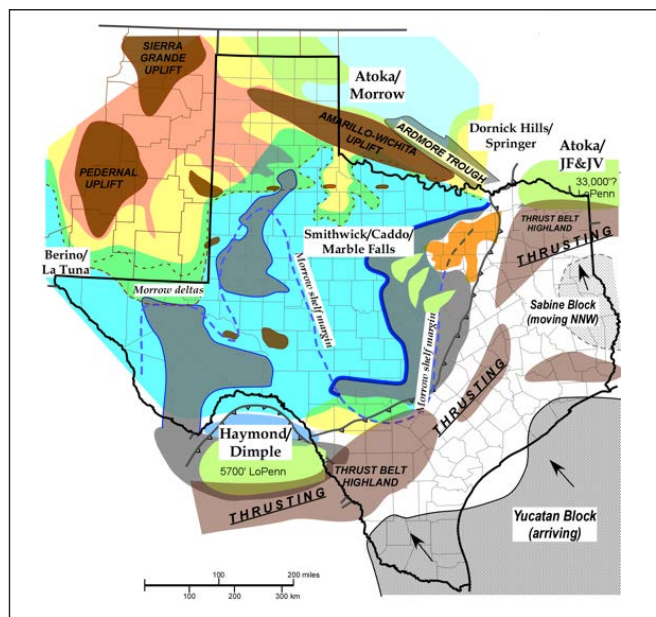 SIERRA
GRANDE
UPLIFT
Atoka/
Morrow
AMARILLO-WICHITA
UPLIFT
ARDMORE TROUGH
Dornick Hills/
Springer
Atoka/
JF&JV
33,000'?
LoPenn
PEDERNAL
UPLIFT
THRUST BELT
HIGHLAND
THRUSTING
Smithwick/Caddo/
Marble Falls
Berino/
La Tuna
Morrow deltas
Morrow shelf
margin
Morrow shelf margin
Sabine Block
(moving NNW)
THRUSTING
Haymond/
Dimple
5700' LoPenn
THRUST BELT
HIGHLAND
THRUSTING
Yucatan Block
(arriving)
100 200 miles
100 200 300 km